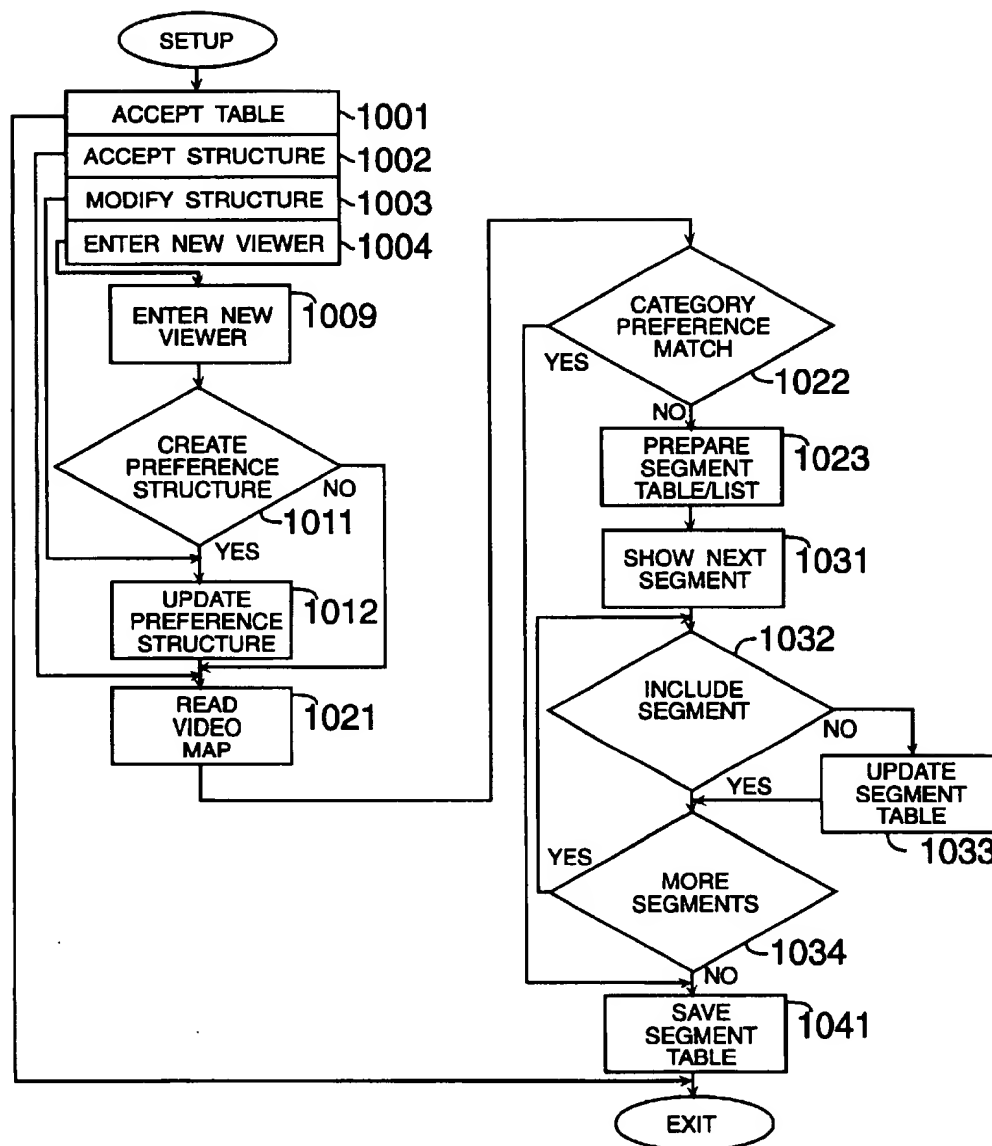 SETUP
ACCEPT TABLE
1001
ACCEPT STRUCTURE
1002
MODIFY STRUCTURE
1003
ENTER NEW VIEWER
1004
ENTER NEW
VIEWER
1009
CREATE
PREFERENCE
STRUCTURE
NO
1011
YES
UPDATE
PREFERENCE
STRUCTURE
1012
READ
VIDEO
MAP
1021
CATEGORY
PREFERENCE
MATCH
YES
1022
NO
PREPARE
SEGMENT
TABLE/LIST
1023
SHOW NEXT
SEGMENT
1031
1032
INCLUDE
SEGMENT
NO
YES
UPDATE
SEGMENT
TABLE
1033
YES
MORE
SEGMENTS
1034
NO
SAVE
SEGMENT
TABLE
1041
EXIT